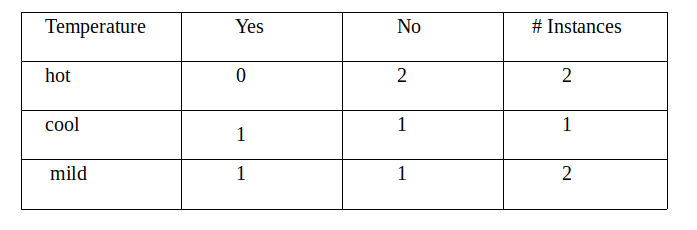 Temperature Yes No # Instances
hot 0 2 2
cool 1 1 1
mild 1 1 2